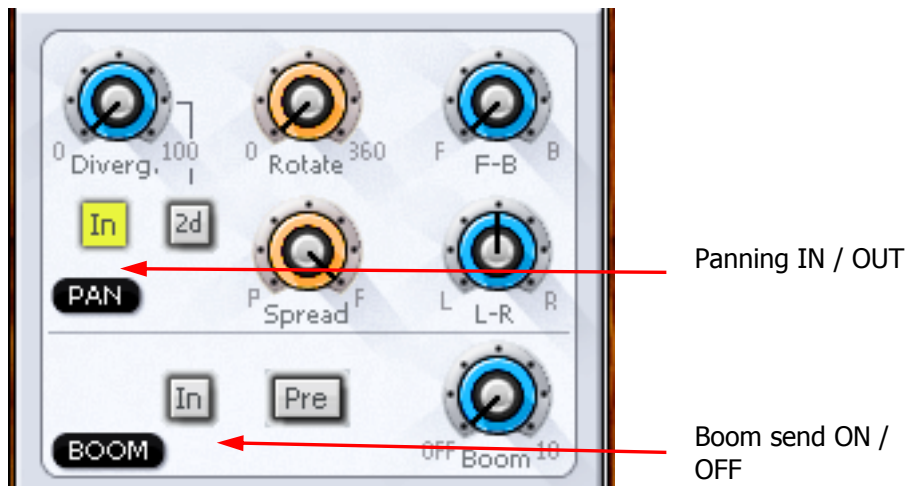 0 100 0 360 F B
Diverg. Rotate F-B
In 2d
Panning IN / OUT
PAN
P F L R
Spread L-R
In Pre
Boom send ON /
OFF
BOOM
OFF Boom 10